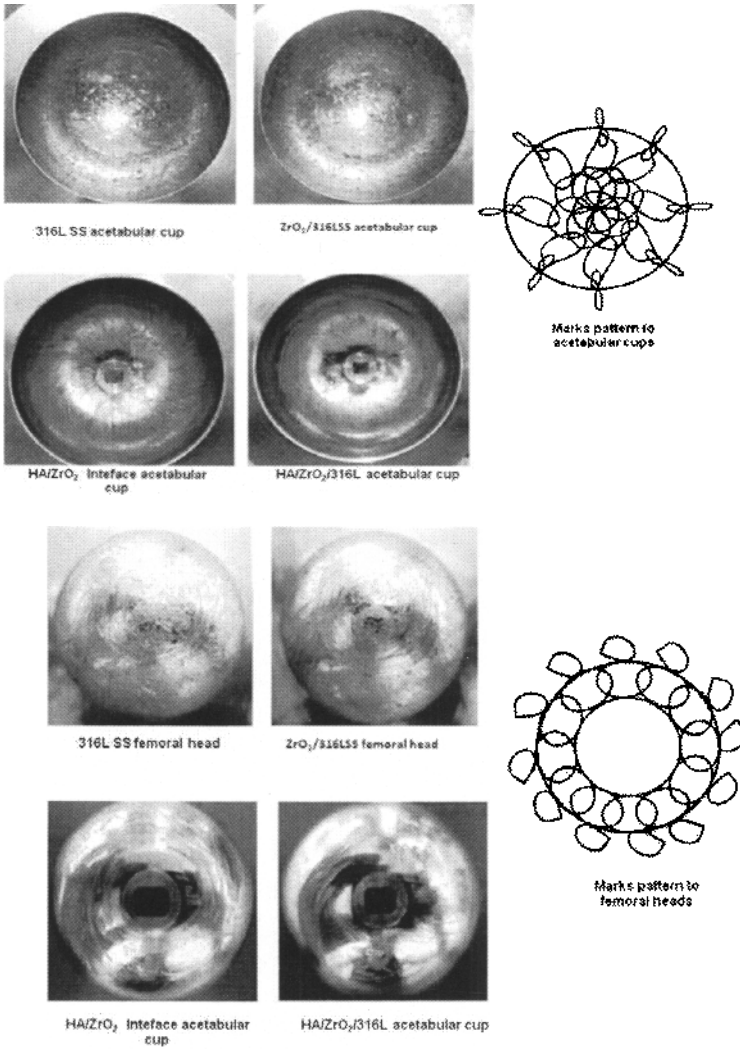 316L SS acetabular cup
ZrO₂/316LSS acetabular cup
Marks pattern to
acetabular cups
HA/ZrO₂ Inteface acetabular
cup
HA/ZrO₂/316L acetabular cup
316L SS femoral head
ZrO₂/316LSS femoral head
Marks pattern to
femoral heads
HA/ZrO₂ Inteface acetabular
cup
HA/ZrO₂/316L acetabular cup